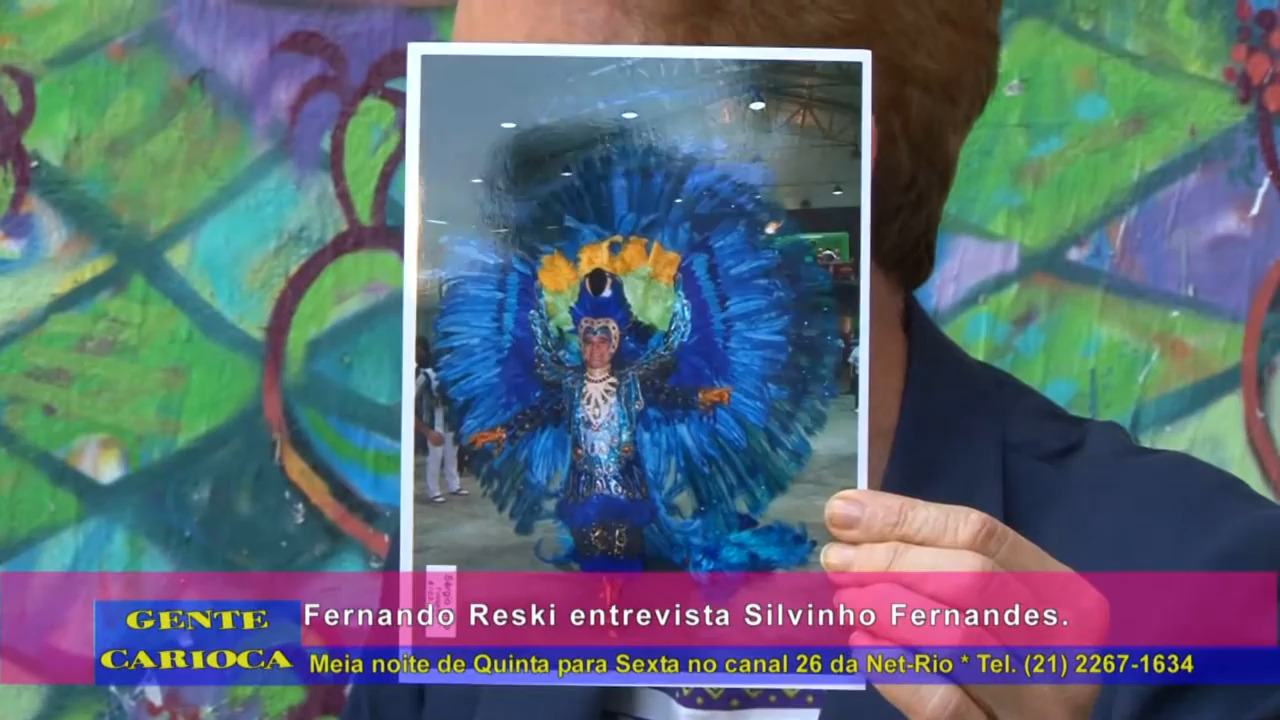 GENTE
CARIOCA
Fernando Reski entrevista Silvinho Fernandes.
Meia noite de Quinta para Sexta no canal 26 da Net-Rio * Tel. (21) 2267-1634
Sérgio